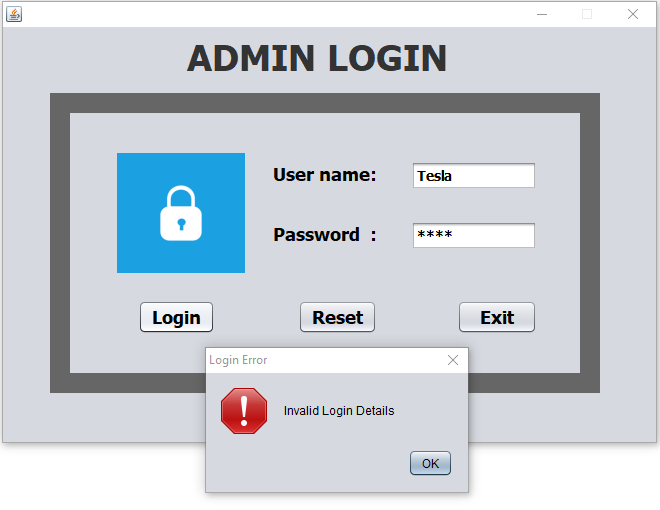 ADMIN LOGIN
User name: Tesla
Password : ****
Login Reset Exit
Login Error
Invalid Login Details
OK